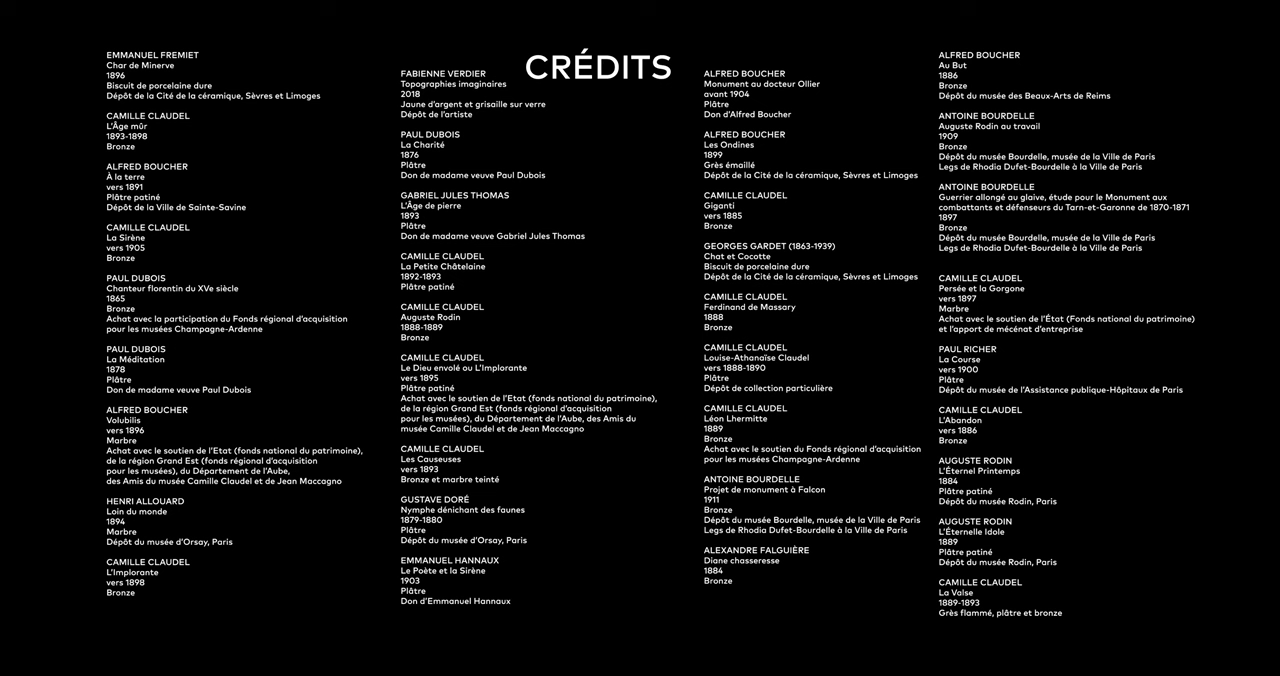 CRÉDITS
EMMANUEL FREMIET
Char de Minerve
1896
Biscuit de porcelaine dure
Dépôt de la Cité de la céramique, Sèvres et Limoges
CAMILLE CLAUDEL
L'Âge mûr
1893-1898
Bronze
ALFRED BOUCHER
À la terre
vers 1891
Plâtre patiné
Dépôt de la Ville de Sainte-Savine
CAMILLE CLAUDEL
La Sirène
vers 1905
Bronze
PAUL DUBOIS
Chanteur florentin du XVe siècle
1865
Bronze
Achat avec la participation du Fonds régional d'acquisition
pour les musées Champagne-Ardenne
PAUL DUBOIS
La Méditation
1878
Plâtre
Don de madame veuve Paul Dubois
ALFRED BOUCHER
Volubilis
vers 1896
Marbre
Achat avec le soutien de l'Etat (fonds national du patrimoine),
de la région Grand Est (fonds régional d'acquisition
pour les musées), du Département de l'Aube,
des Amis du musée Camille Claudel et de Jean Maccagno
HENRI ALLOUARD
Loin du monde
1894
Marbre
Dépôt du musée d'Orsay, Paris
CAMILLE CLAUDEL
L'Implorante
vers 1898
Bronze
FABIENNE VERDIER
Topographies imaginaires
2018
Jaune d'argent et grisaille sur verre
Dépôt de l'artiste
PAUL DUBOIS
La Charité
1876
Plâtre
Don de madame veuve Paul Dubois
GABRIEL JULES THOMAS
L'Âge de pierre
1893
Plâtre
Don de madame veuve Gabriel Jules Thomas
CAMILLE CLAUDEL
La Petite Châtelaine
1892-1893
Plâtre patiné
CAMILLE CLAUDEL
Auguste Rodin
1888-1889
Bronze
CAMILLE CLAUDEL
Le Dieu envolé ou L'Implorante
vers 1895
Plâtre patiné
Achat avec le soutien de l'Etat (fonds national du patrimoine),
de la région Grand Est (fonds régional d'acquisition
pour les musées), du Département de l'Aube, des Amis du
musée Camille Claudel et de Jean Maccagno
CAMILLE CLAUDEL
Les Causeuses
vers 1893
Bronze et marbre teinté
GUSTAVE DORÉ
Nymphe dénichant des faunes
1879-1880
Plâtre
Dépôt du musée d'Orsay, Paris
EMMANUEL HANNAUX
Le Poète et la Sirène
1903
Plâtre
Don d'Emmanuel Hannaux
ALFRED BOUCHER
Monument au docteur Ollier
avant 1904
Plâtre
Don d'Alfred Boucher
ALFRED BOUCHER
Les Ondines
1899
Grès émaillé
Dépôt de la Cité de la céramique, Sèvres et Limoges
CAMILLE CLAUDEL
Giganti
vers 1885
Bronze
GEORGES GARDET (1863-1939)
Chat et Cocotte
Biscuit de porcelaine dure
Dépôt de la Cité de la céramique, Sèvres et Limoges
CAMILLE CLAUDEL
Ferdinand de Massary
1888
Bronze
CAMILLE CLAUDEL
Louise-Athanaïse Claudel
vers 1888-1890
Plâtre
Dépôt de collection particulière
CAMILLE CLAUDEL
Léon Lhermitte
1889
Bronze
Achat avec le soutien du Fonds régional d'acquisition
pour les musées Champagne-Ardenne
ANTOINE BOURDELLE
Projet de monument à Falcon
1911
Bronze
Dépôt du musée Bourdelle, musée de la Ville de Paris
Legs de Rhodia Dufet-Bourdelle à la Ville de Paris
ALEXANDRE FALGUIÈRE
Diane chasseresse
1884
Bronze
ALFRED BOUCHER
Au But
1886
Bronze
Dépôt du musée des Beaux-Arts de Reims
ANTOINE BOURDELLE
Auguste Rodin au travail
1909
Bronze
Dépôt du musée Bourdelle, musée de la Ville de Paris
Legs de Rhodia Dufet-Bourdelle à la Ville de Paris
ANTOINE BOURDELLE
Guerrier allongé au glaive, étude pour le Monument aux
combattants et défenseurs du Tarn-et-Garonne de 1870-1871
1897
Bronze
Dépôt du musée Bourdelle, musée de la Ville de Paris
Legs de Rhodia Dufet-Bourdelle à la Ville de Paris
CAMILLE CLAUDEL
Persée et la Gorgone
vers 1897
Marbre
Achat avec le soutien de l'État (Fonds national du patrimoine)
et l'apport de mécénat d'entreprise
PAUL RICHER
La Course
vers 1900
Plâtre
Dépôt du musée de l'Assistance publique-Hôpitaux de Paris
CAMILLE CLAUDEL
L'Abandon
vers 1886
Bronze
AUGUSTE RODIN
L'Éternel Printemps
1884
Plâtre patiné
Dépôt du musée Rodin, Paris
AUGUSTE RODIN
L'Éternelle Idole
1889
Plâtre patiné
Dépôt du musée Rodin, Paris
CAMILLE CLAUDEL
La Valse
1889-1893
Grès flammé, plâtre et bronze